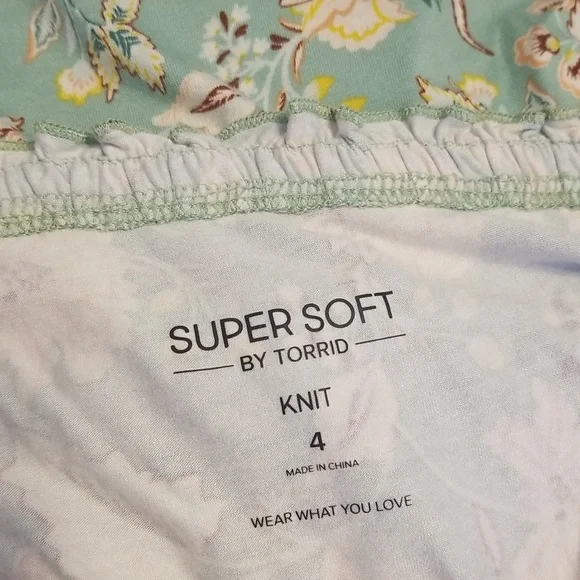 SUPER SOFT
BY TORRID
KNIT
4
MADE IN CHINA
WEAR WHAT YOU LOVE